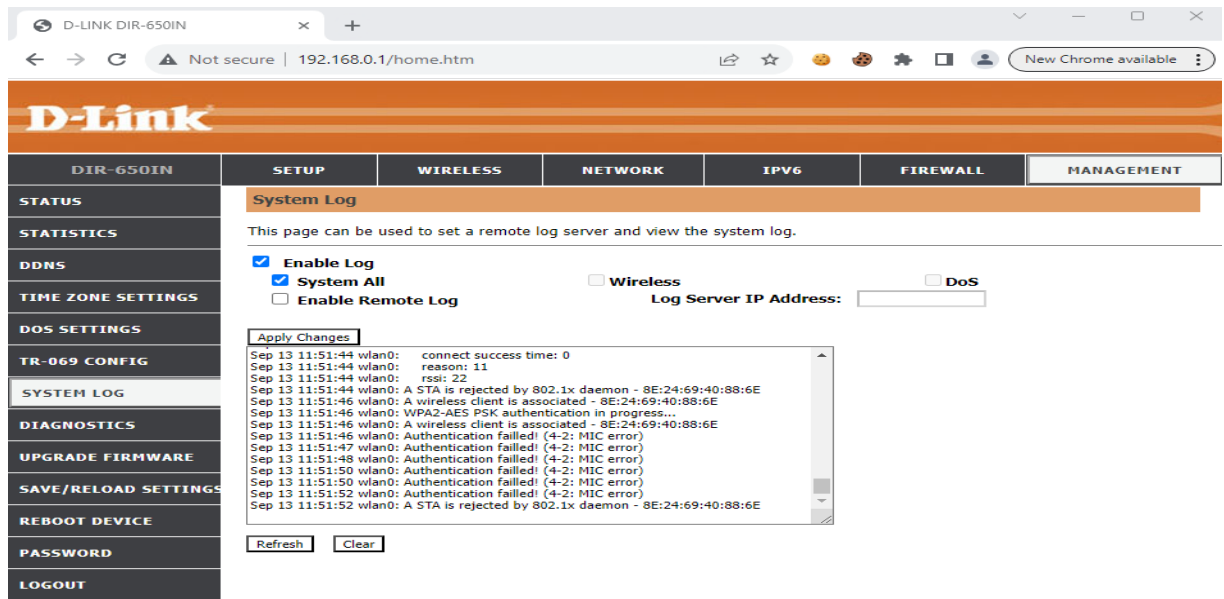 D-LINK DIR-650IN
Not secure | 192.168.0.1/home.htm
New Chrome available
D-Link
DIR-650IN
SETUP
WIRELESS
NETWORK
IPV6
FIREWALL
MANAGEMENT
STATUS
STATISTICS
DDNS
TIME ZONE SETTINGS
DOS SETTINGS
TR-069 CONFIG
SYSTEM LOG
DIAGNOSTICS
UPGRADE FIRMWARE
SAVE/RELOAD SETTINGS
REBOOT DEVICE
PASSWORD
LOGOUT
System Log
This page can be used to set a remote log server and view the system log.
Enable Log
System All
Wireless
DoS
Enable Remote Log
Log Server IP Address:
Apply Changes
Sep 13 11:51:44 wlan0: connect success time: 0
Sep 13 11:51:44 wlan0: reason: 11
Sep 13 11:51:44 wlan0: rssi: 22
Sep 13 11:51:44 wlan0: A STA is rejected by 802.1x daemon - 8E:24:69:40:88:6E
Sep 13 11:51:46 wlan0: A wireless client is associated - 8E:24:69:40:88:6E
Sep 13 11:51:46 wlan0: WPA2-AES PSK authentication in progress...
Sep 13 11:51:46 wlan0: A wireless client is associated - 8E:24:69:40:88:6E
Sep 13 11:51:46 wlan0: Authentication failled! (4-2: MIC error)
Sep 13 11:51:47 wlan0: Authentication failled! (4-2: MIC error)
Sep 13 11:51:48 wlan0: Authentication failled! (4-2: MIC error)
Sep 13 11:51:50 wlan0: Authentication failled! (4-2: MIC error)
Sep 13 11:51:50 wlan0: Authentication failled! (4-2: MIC error)
Sep 13 11:51:52 wlan0: Authentication failled! (4-2: MIC error)
Sep 13 11:51:52 wlan0: A STA is rejected by 802.1x daemon - 8E:24:69:40:88:6E
Refresh
Clear